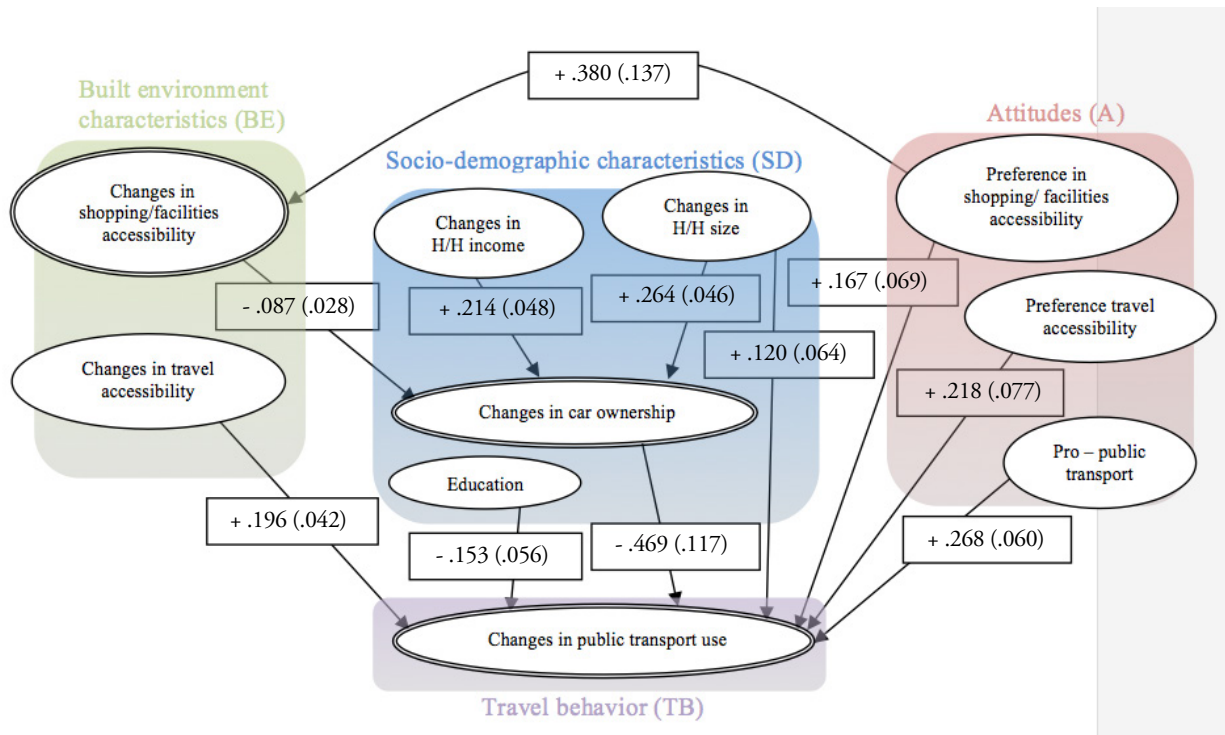 + .380 (.137)
Built environment
characteristics (BE)
Attitudes (A)
Socio-demographic characteristics (SD)
Changes in
shopping/facilities
accessibility
Changes in
H/H income
Changes in
H/H size
Preference in
shopping/ facilities
accessibility
- .087 (.028)
+ .214 (.048)
+ .264 (.046)
+ .167 (.069)
Preference travel
accessibility
+ .120 (.064)
Changes in travel
accessibility
Changes in car ownership
+ .218 (.077)
Pro – public
transport
Education
+ .196 (.042)
- .153 (.056)
- .469 (.117)
+ .268 (.060)
Changes in public transport use
Travel behavior (TB)